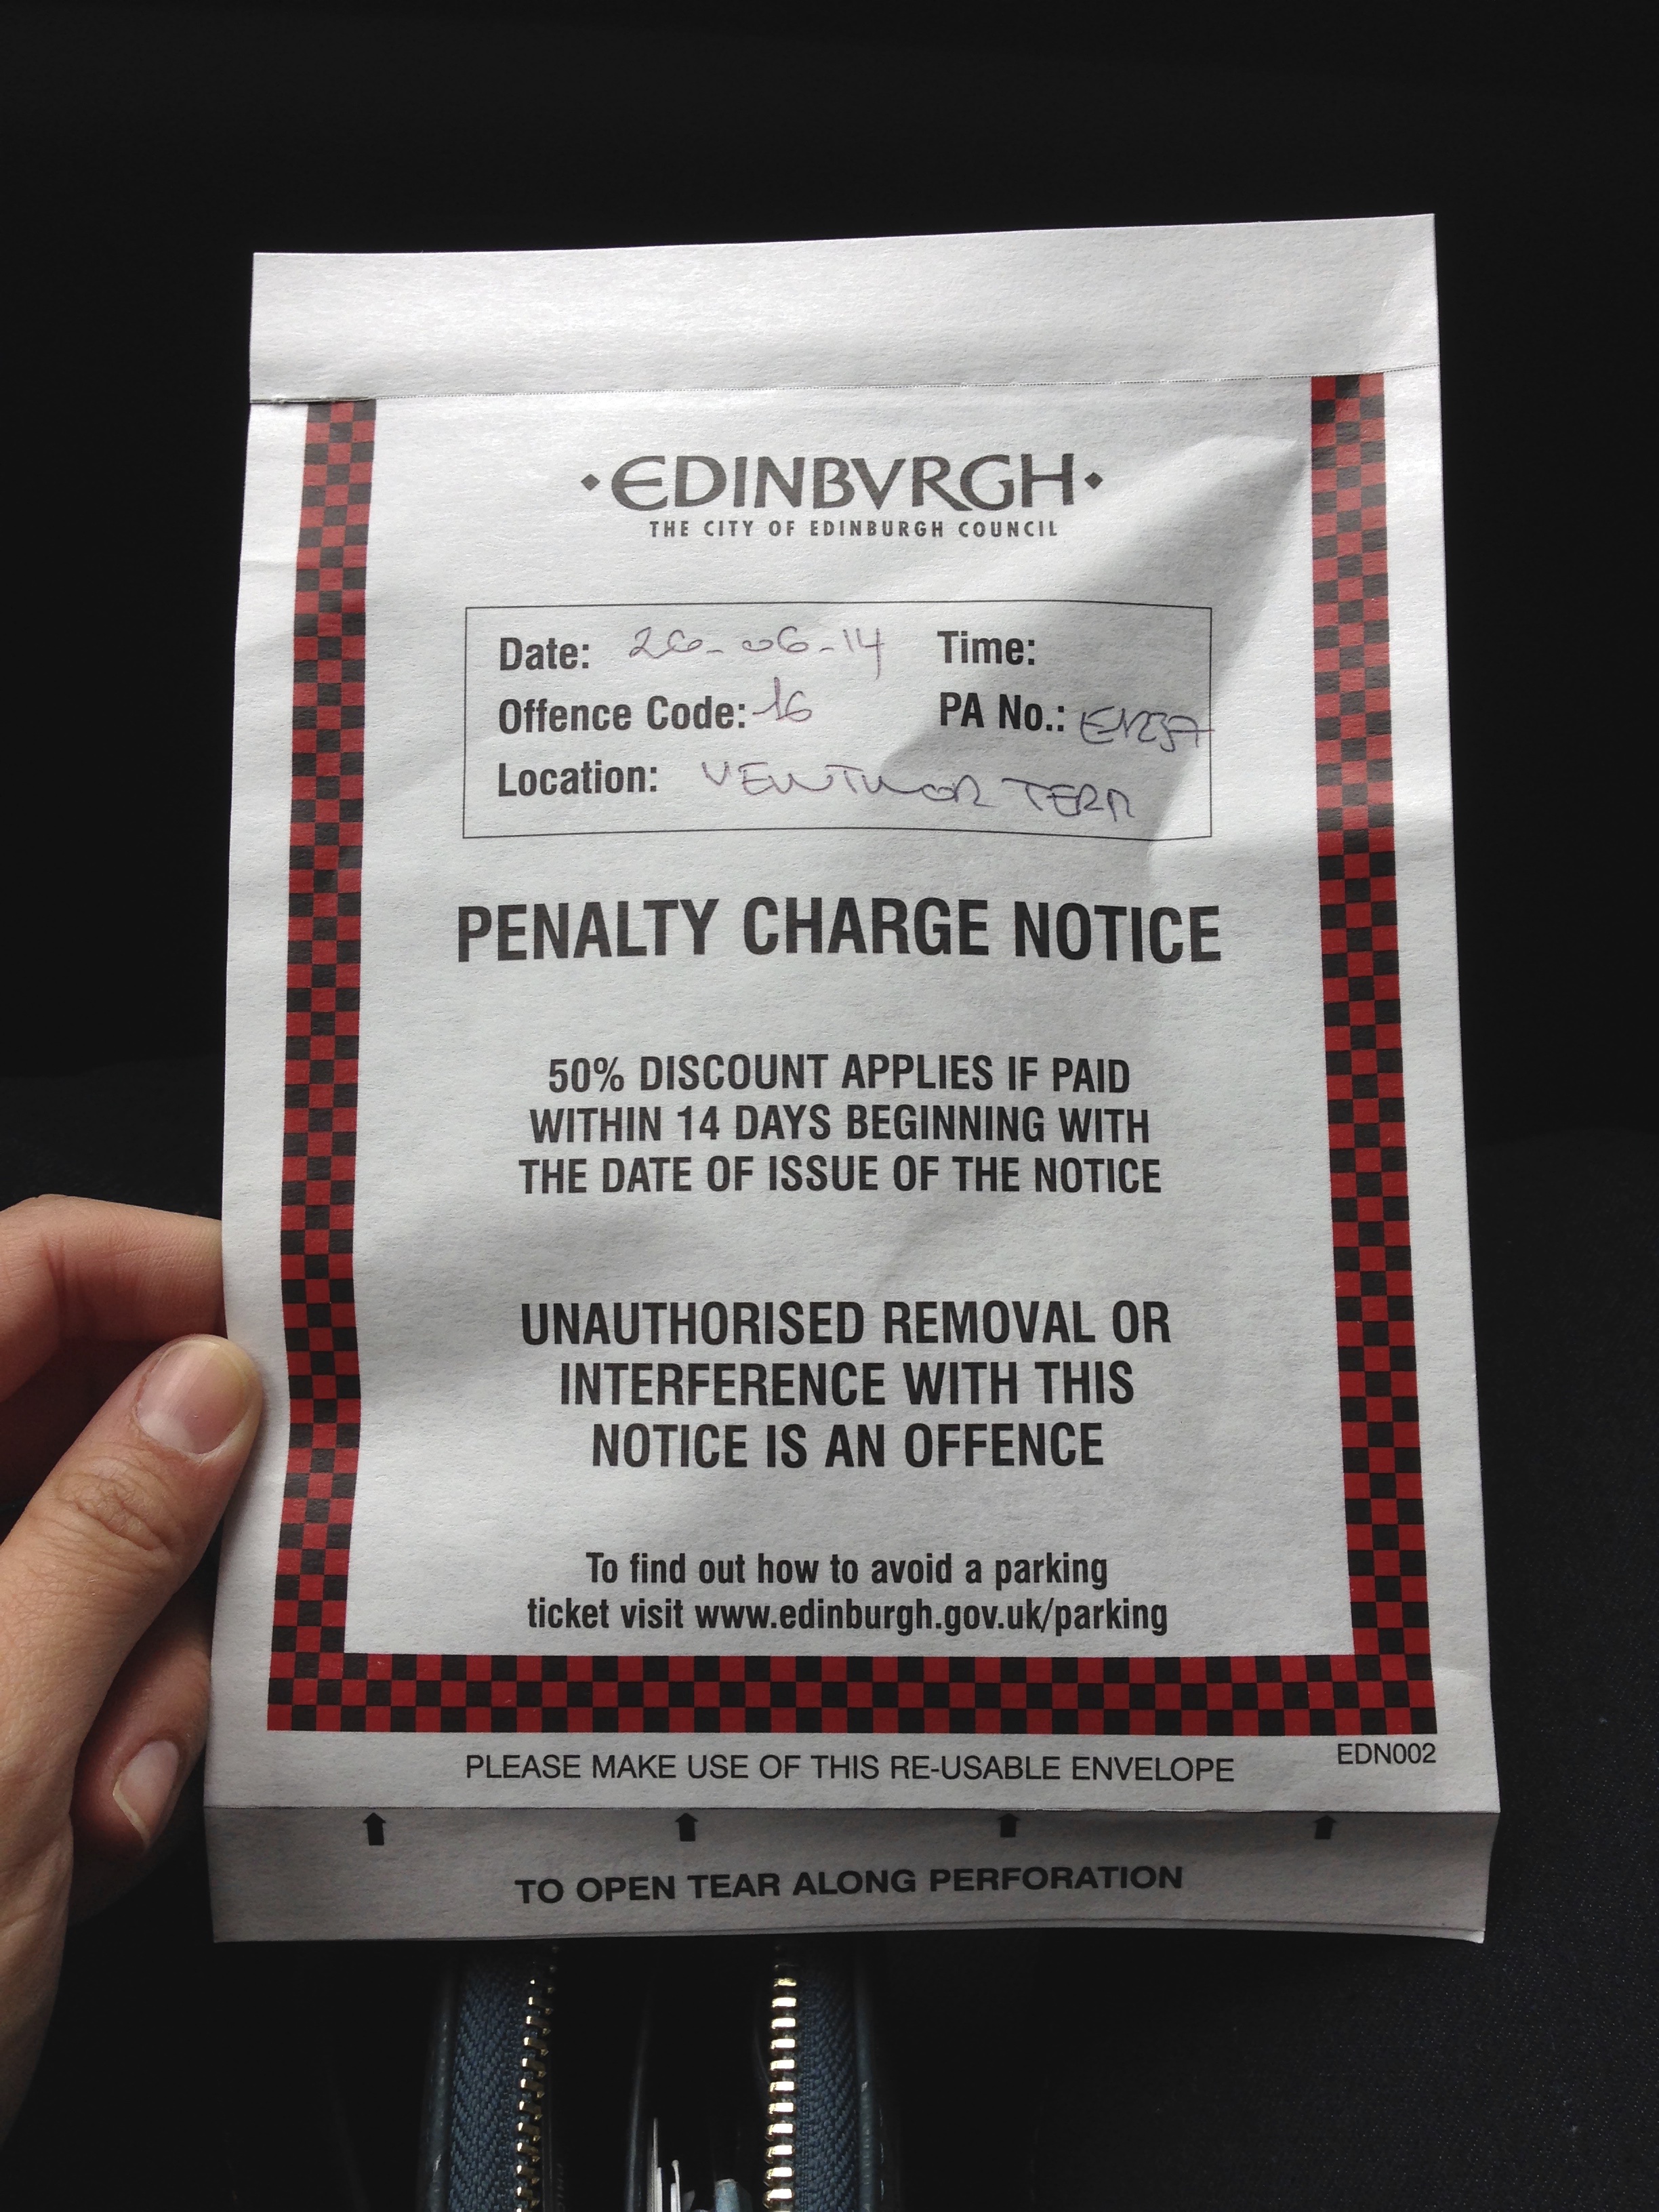 •EDINBVRGH•
THE CITY OF EDINBURGH COUNCIL
Date: 26-06-14 Time:
Offence Code: 16 PA No.:
Location: VENTNOR TERR
PENALTY CHARGE NOTICE
50% DISCOUNT APPLIES IF PAID
WITHIN 14 DAYS BEGINNING WITH
THE DATE OF ISSUE OF THE NOTICE
UNAUTHORISED REMOVAL OR
INTERFERENCE WITH THIS
NOTICE IS AN OFFENCE
To find out how to avoid a parking
ticket visit www.edinburgh.gov.uk/parking
PLEASE MAKE USE OF THIS RE-USABLE ENVELOPE EDN002
TO OPEN TEAR ALONG PERFORATION